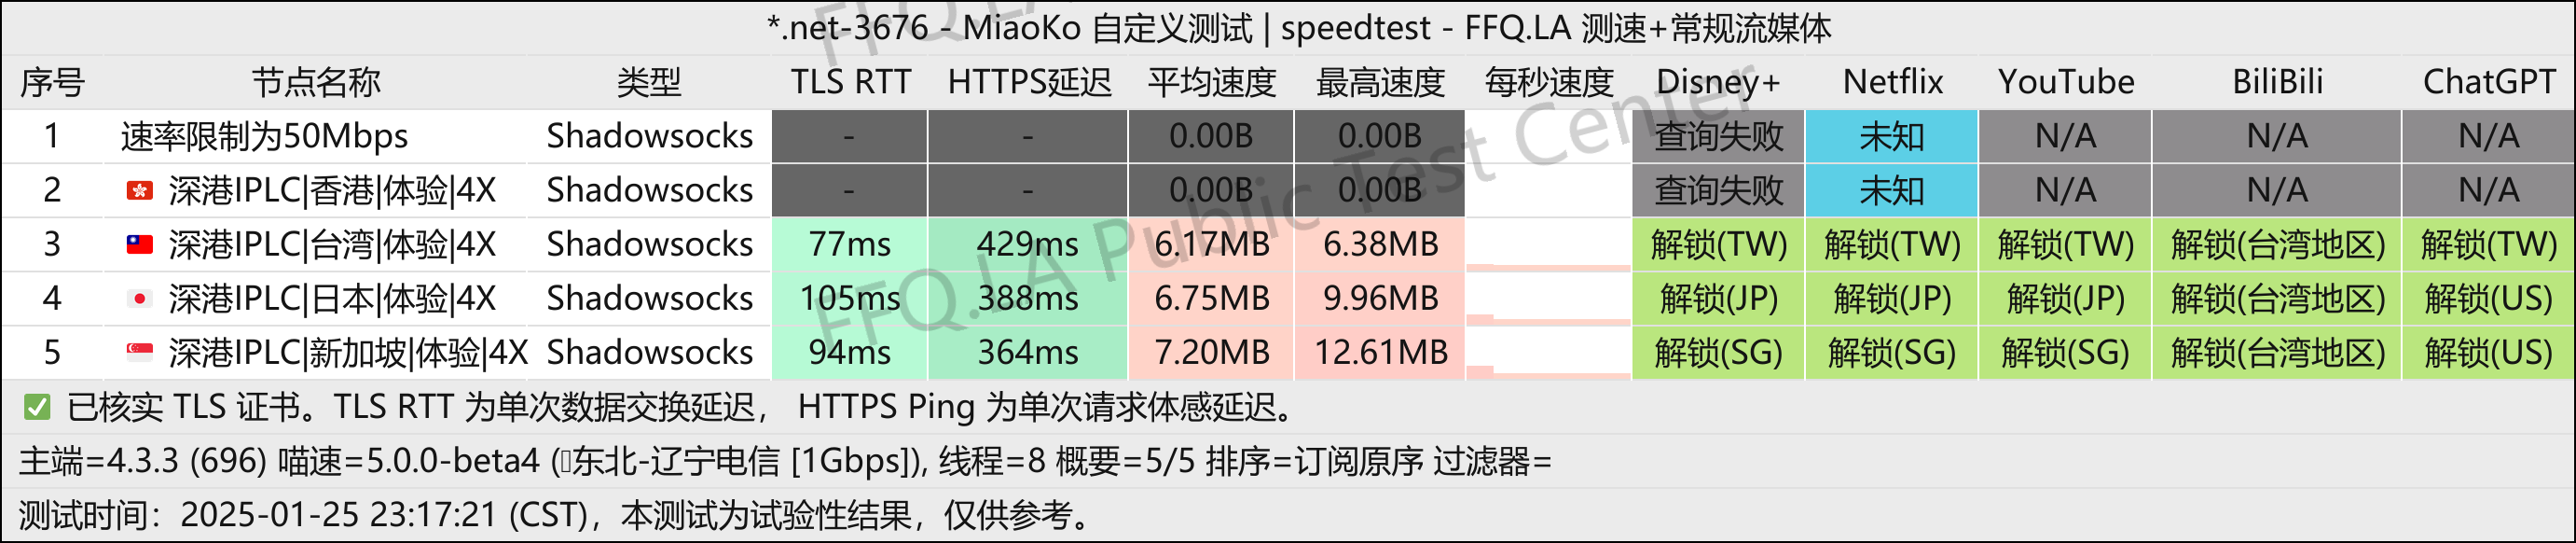 *.net-3676 - MiaoKo 自定义测试 | speedtest - FFQ.LA 测速+常规流媒体
序号 节点名称 类型 TLS RTT HTTPS延迟 平均速度 最高速度 每秒速度 Disney+ Netflix YouTube BiliBili ChatGPT
1 速率限制为50Mbps Shadowsocks - - 0.00B 0.00B 查询失败 未知 N/A N/A N/A
2 🇭🇰 深港IPLC|香港|体验|4X Shadowsocks - - 0.00B 0.00B 查询失败 未知 N/A N/A N/A
3 🇹🇼 深港IPLC|台湾|体验|4X Shadowsocks 77ms 429ms 6.17MB 6.38MB 解锁(TW) 解锁(TW) 解锁(TW) 解锁(台湾地区) 解锁(TW)
4 🇯🇵 深港IPLC|日本|体验|4X Shadowsocks 105ms 388ms 6.75MB 9.96MB 解锁(JP) 解锁(JP) 解锁(JP) 解锁(台湾地区) 解锁(US)
5 🇸🇬 深港IPLC|新加坡|体验|4X Shadowsocks 94ms 364ms 7.20MB 12.61MB 解锁(SG) 解锁(SG) 解锁(SG) 解锁(台湾地区) 解锁(US)
✅ 已核实 TLS 证书。TLS RTT 为单次数据交换延迟， HTTPS Ping 为单次请求体感延迟。
主端=4.3.3 (696) 喵速=5.0.0-beta4 (▯东北-辽宁电信 [1Gbps]), 线程=8 概要=5/5 排序=订阅原序 过滤器=
测试时间：2025-01-25 23:17:21 (CST)，本测试为试验性结果，仅供参考。
FFQ.LA Public Test Center